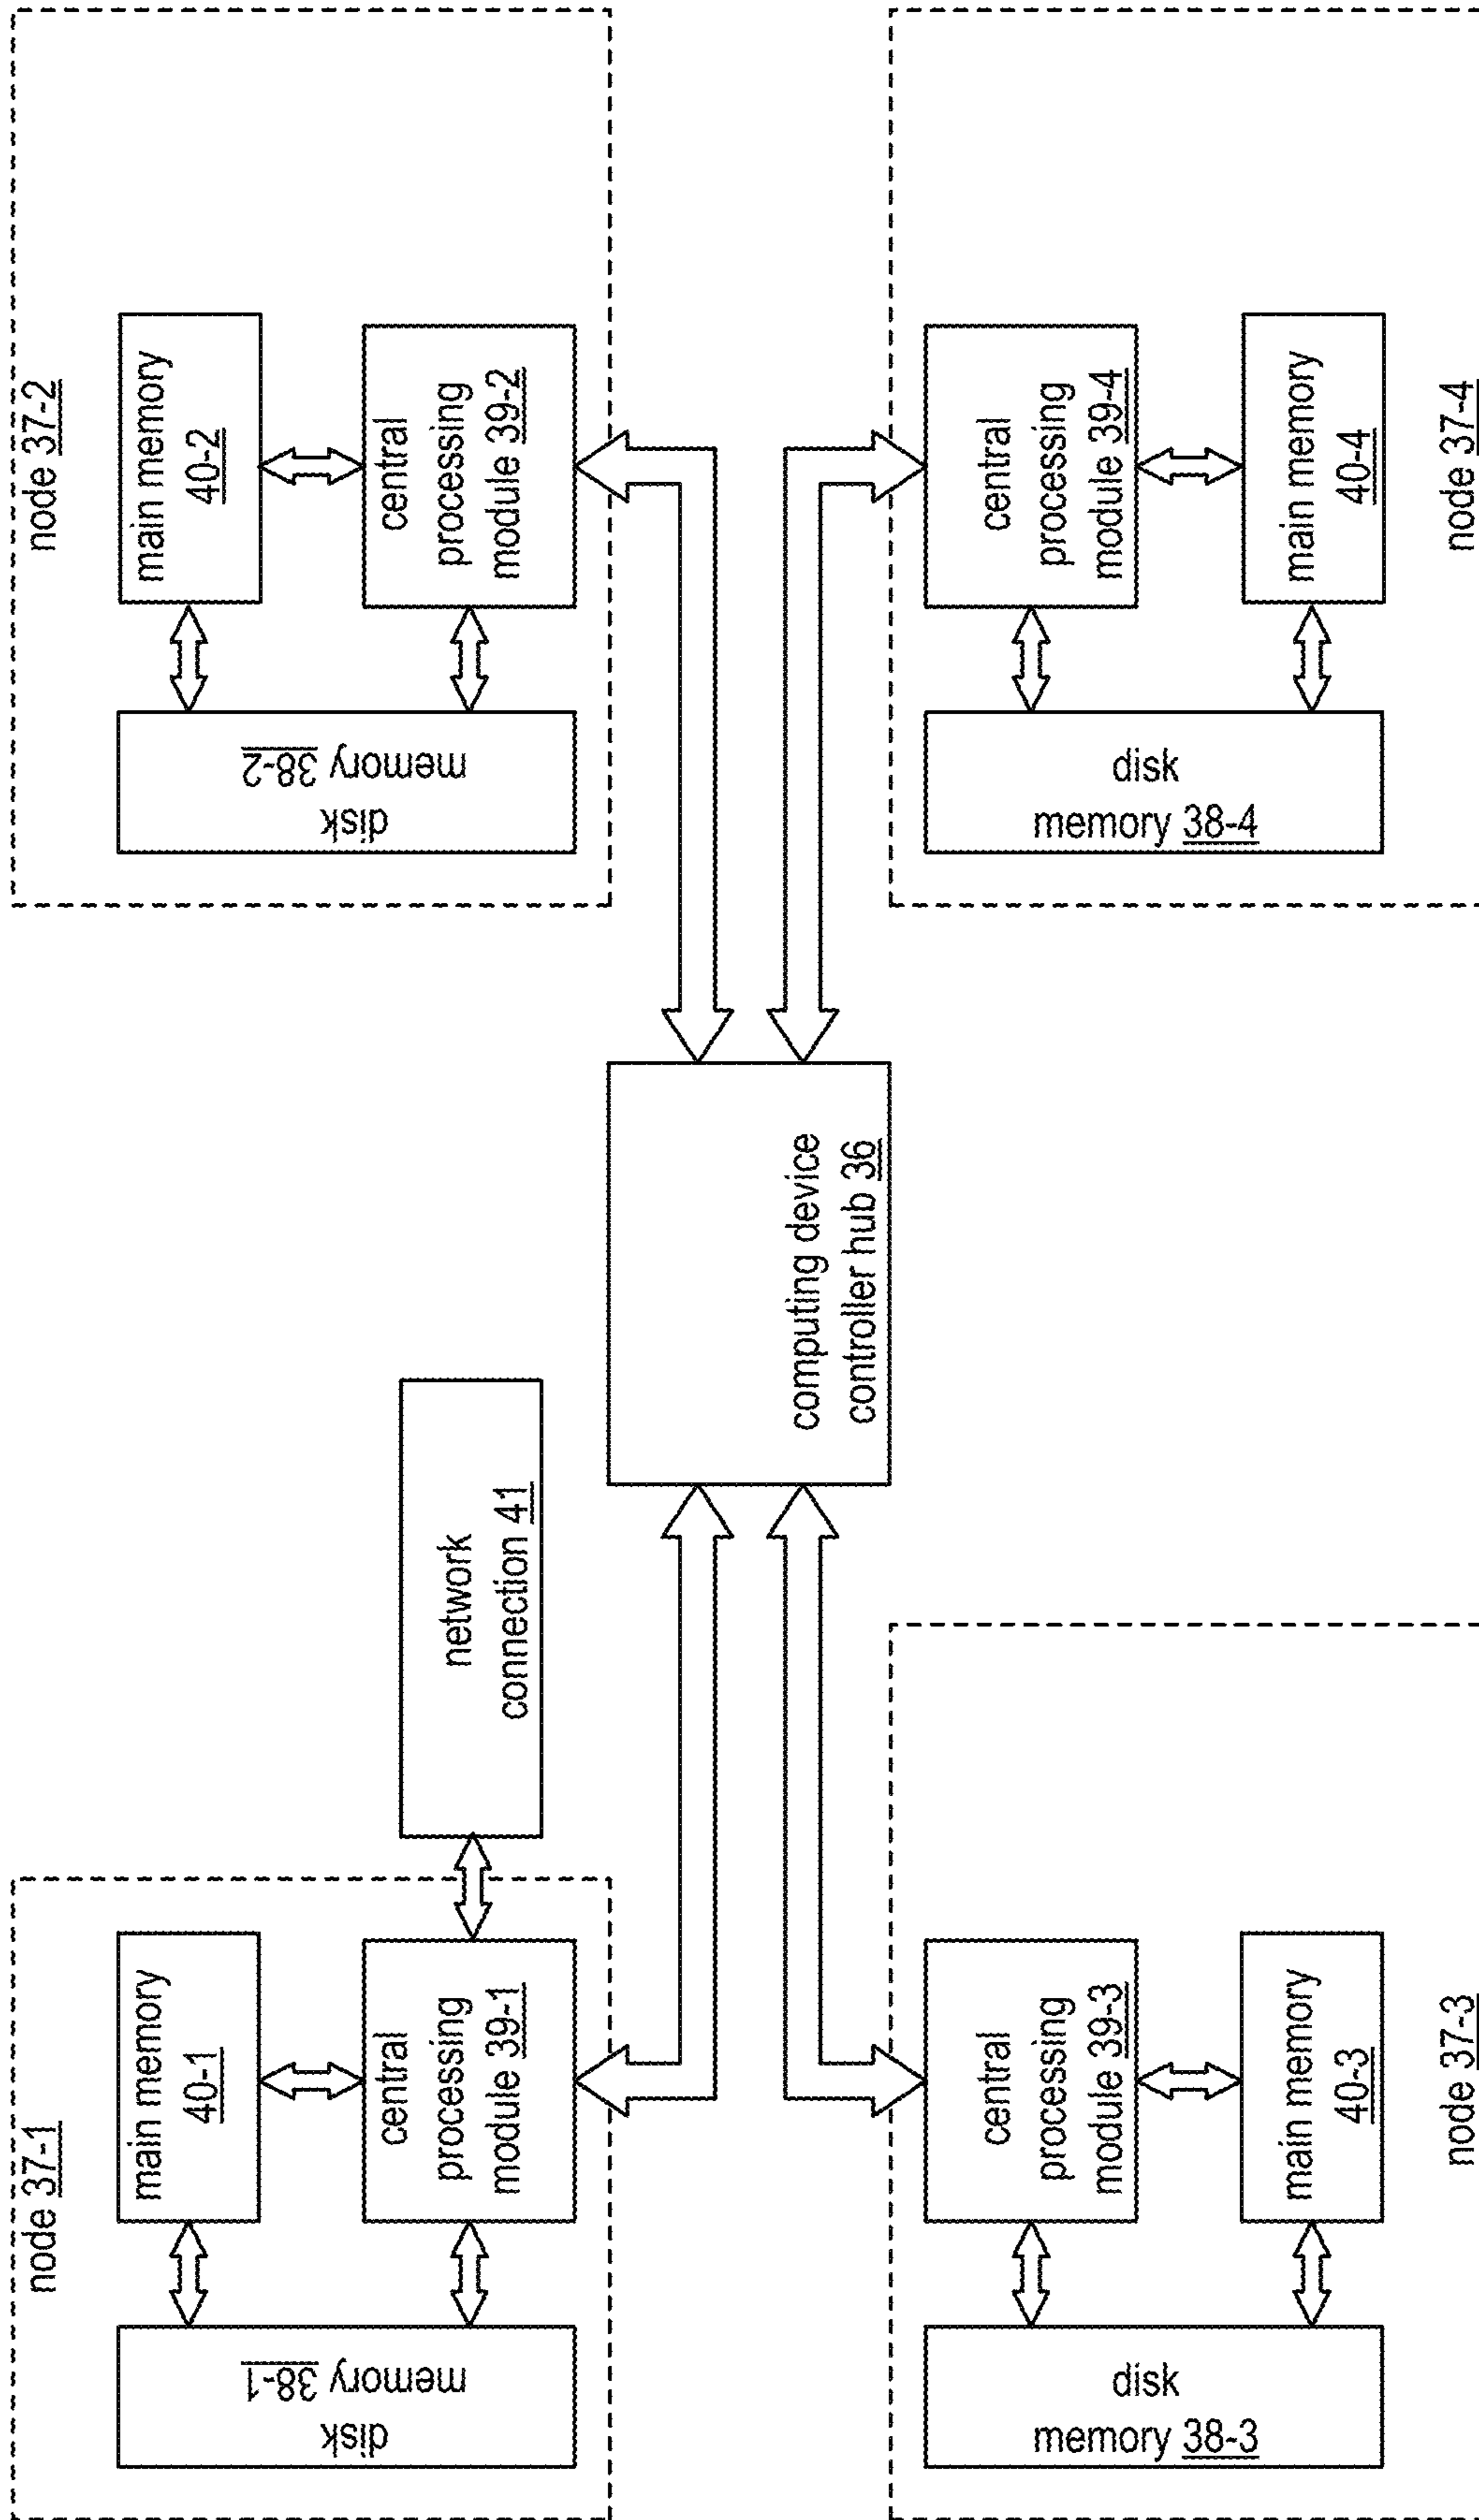 node 37-1
main memory
40-1
central
processing
module 39-1
disk
memory 38-1
network
connection 41
node 37-2
main memory
40-2
central
processing
module 39-2
disk
memory 38-2
computing device
controller hub 36
central
processing
module 39-3
main memory
40-3
disk
memory 38-3
node 37-3
central
processing
module 39-4
main memory
40-4
disk
memory 38-4
node 37-4